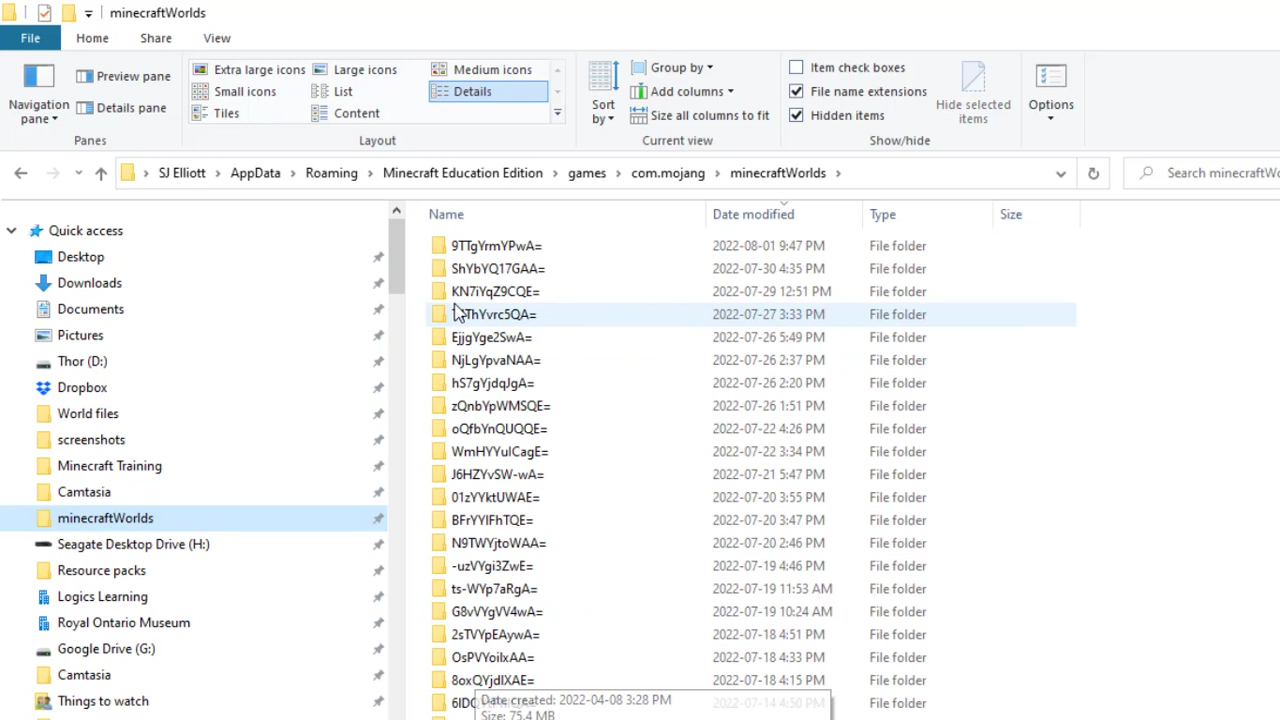 minecraftWorlds
File Home Share View
Navigation pane
Preview pane
Details pane
Panes
Extra large icons Large icons Medium icons
Small icons List Details
Tiles Content
Layout
Sort by
Group by
Add columns
Size all columns to fit
Current view
Item check boxes
File name extensions
Hidden items
Hide selected items
Show/hide
Options
SJ Elliott > AppData > Roaming > Minecraft Education Edition > games > com.mojang > minecraftWorlds >
Search
Quick access
Desktop
Downloads
Documents
Pictures
Thor (D:)
Dropbox
World files
screenshots
Minecraft Training
Camtasia
minecraftWorlds
Seagate Desktop Drive (H:)
Resource packs
Logics Learning
Royal Ontario Museum
Google Drive (G:)
Camtasia
Things to watch
Name Date modified Type Size
9TTgYrmYPwA= 2022-08-01 9:47 PM File folder
ShYbYQ17GAA= 2022-07-30 4:35 PM File folder
KN7iYqZ9CQE= 2022-07-29 12:51 PM File folder
2022-07-27 3:33 PM File folder
EjjgYge2SwA= 2022-07-26 5:49 PM File folder
NjLgYpvaNAA= 2022-07-26 2:37 PM File folder
hS7gYjdqJgA= 2022-07-26 2:20 PM File folder
zQnbYpWMSQE= 2022-07-26 1:51 PM File folder
oQfbYnQUQQE= 2022-07-22 4:26 PM File folder
WmHYYuICagE= 2022-07-22 3:34 PM File folder
J6HZYvSW-wA= 2022-07-21 5:47 PM File folder
01zYYktUWAE= 2022-07-20 3:55 PM File folder
BFrYYIFhTQE= 2022-07-20 3:47 PM File folder
N9TWYjtoWAA= 2022-07-20 2:46 PM File folder
-uzVYgi3ZwE= 2022-07-19 4:46 PM File folder
ts-WYp7aRgA= 2022-07-19 11:53 AM File folder
G8vVYgVV4wA= 2022-07-19 10:24 AM File folder
2sTVYpEAywA= 2022-07-18 4:51 PM File folder
OsPVYoiIxAA= 2022-07-18 4:33 PM File folder
8oxQYjdIXAE= 2022-07-18 4:15 PM File folder
2022-07-14 4:50 PM File folder
Date created: 2022-04-08 3:28 PM
Size: 75.4 MB